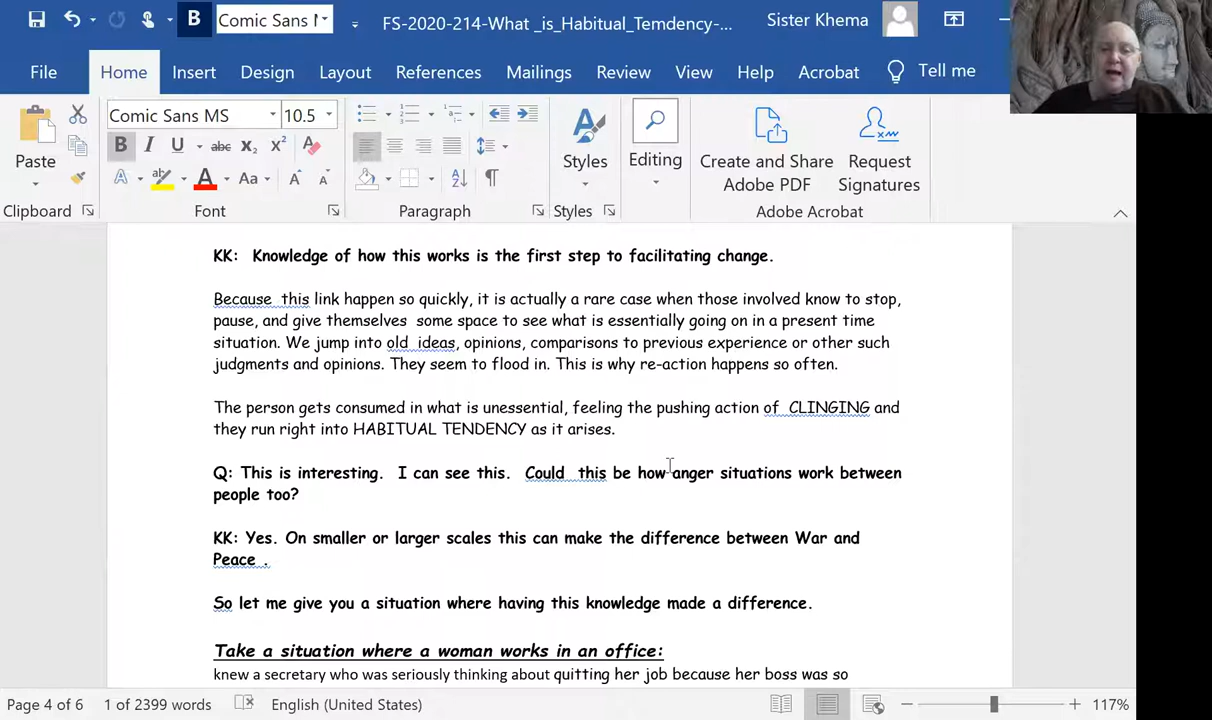 B Comic Sans M FS-2020-214-What _is_Habitual_Temdency-... Sister Khema
File Home Insert Design Layout References Mailings Review View Help Acrobat Tell me
Comic Sans MS 10.5
B I U abc X₂ X² A
Paste Styles Editing Create and Share Adobe PDF Request Signatures
A ab A Aa A A
Clipboard Font Paragraph Styles Adobe Acrobat
KK: Knowledge of how this works is the first step to facilitating change.
Because this link happen so quickly, it is actually a rare case when those involved know to stop,
pause, and give themselves some space to see what is essentially going on in a present time
situation. We jump into old ideas, opinions, comparisons to previous experience or other such
judgments and opinions. They seem to flood in. This is why re-action happens so often.
The person gets consumed in what is unessential, feeling the pushing action of CLINGING and
they run right into HABITUAL TENDENCY as it arises.
Q: This is interesting. I can see this. Could this be how anger situations work between
people too?
KK: Yes. On smaller or larger scales this can make the difference between War and
Peace .
So let me give you a situation where having this knowledge made a difference.
Take a situation where a woman works in an office:
knew a secretary who was seriously thinking about quitting her job because her boss was so
Page 4 of 6 1 of 2399 words English (United States) 117%